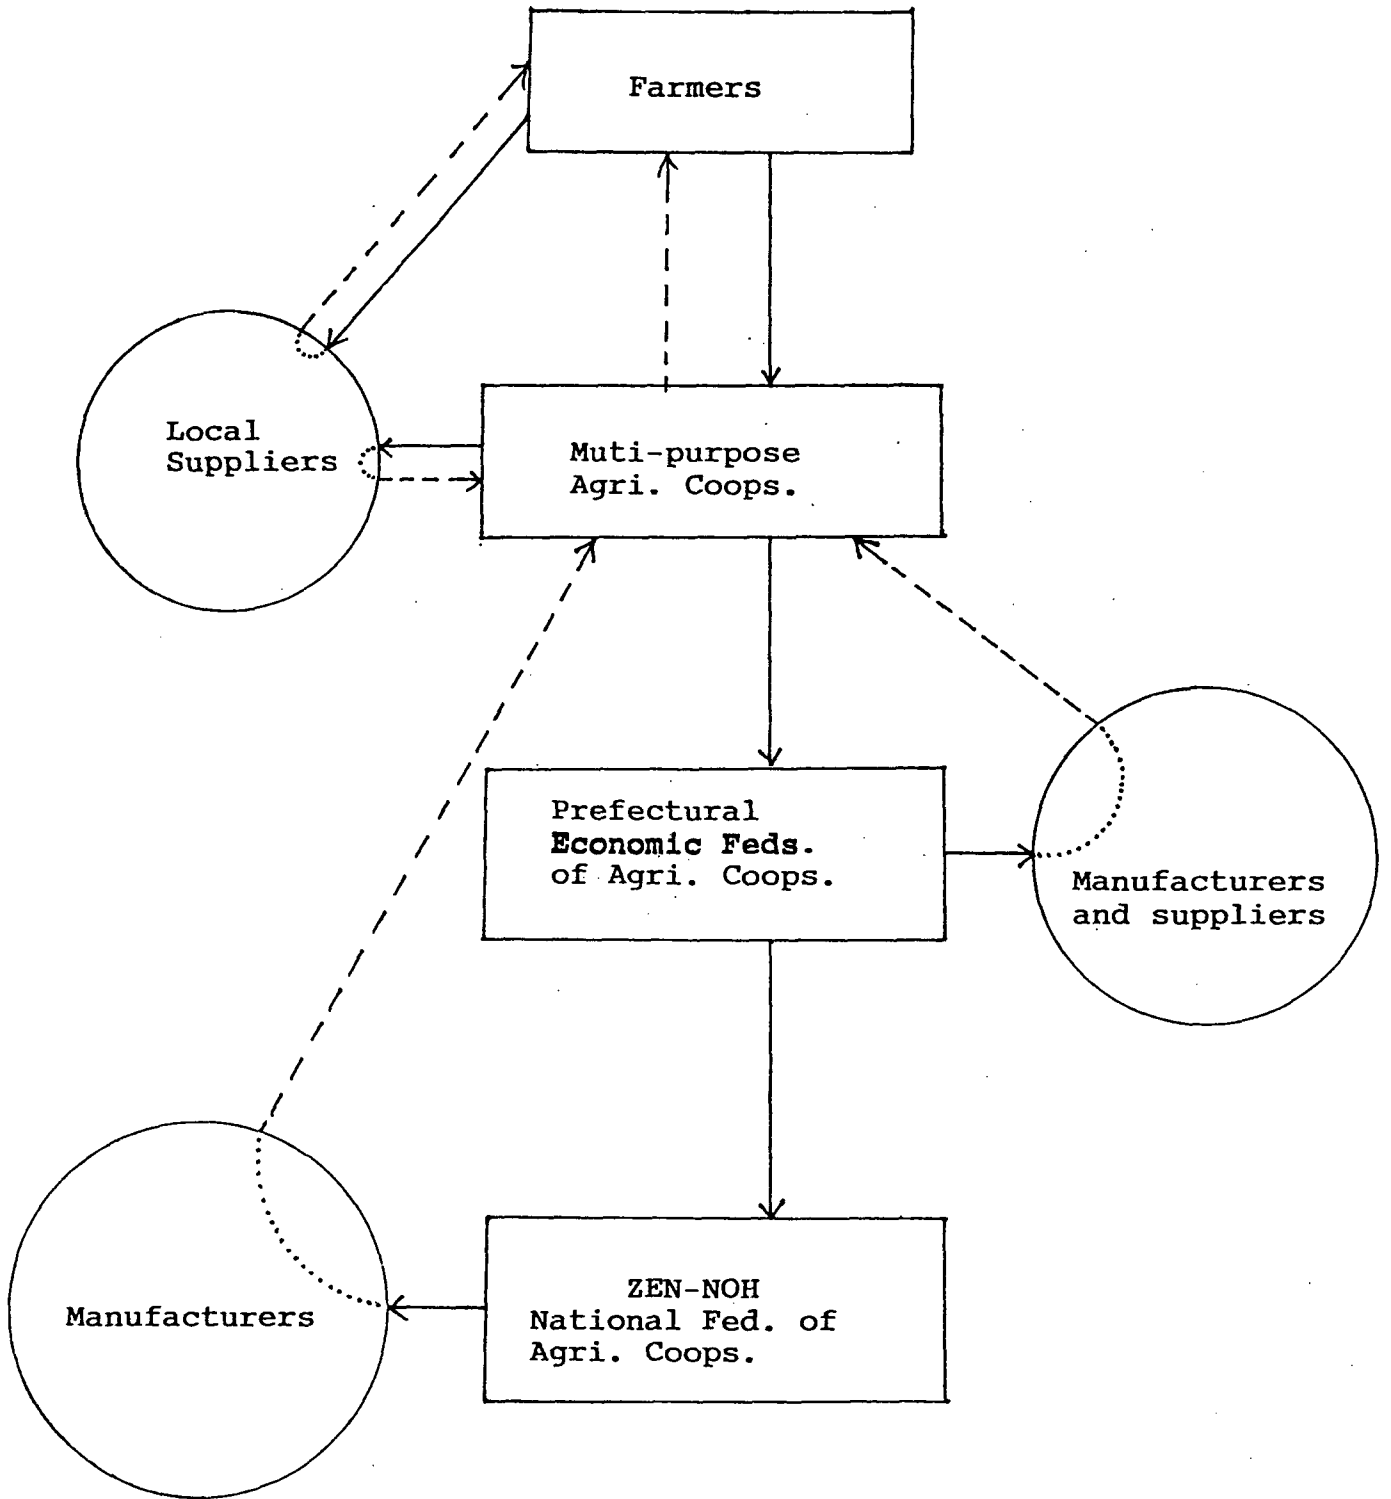 Farmers
Local
Suppliers
Muti-purpose
Agri. Coops.
Prefectural
Economic Feds.
of Agri. Coops.
Manufacturers
and suppliers
Manufacturers
ZEN-NOH
National Fed. of
Agri. Coops.